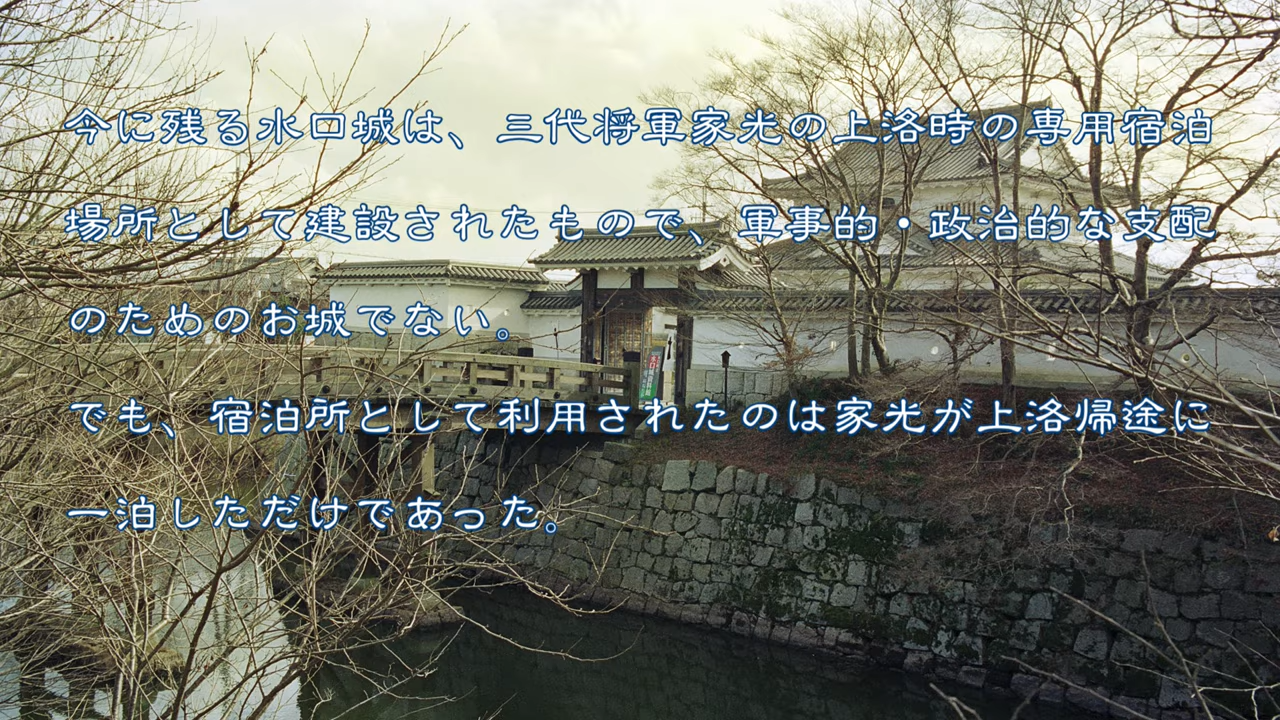 今に残る水口城は、三代将軍家光の上洛時の専用宿泊
場所として建設されたもので、軍事的・政治的な支配
のためのお城でない。
でも、宿泊所として利用されたのは家光が上洛帰途に
一泊しただけであった。